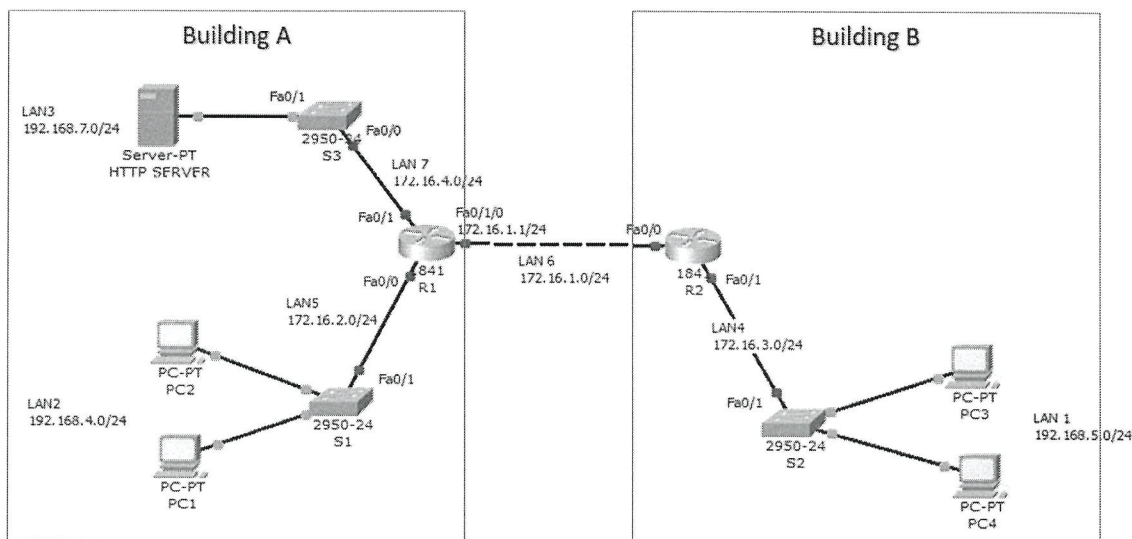 Building A
Building B
LAN3
192.168.7.0/24
Fa0/1
Server-PT
HTTP SERVER
2950-24
S3
Fa0/0
LAN 7
172.16.4.0/24
Fa0/1
Fa0/1/0
172.16.1.1/24
841
R1
Fa0/0
LAN 6
172.16.1.0/24
Fa0/0
184
R2
Fa0/1
LAN5
172.16.2.0/24
LAN4
172.16.3.0/24
PC-PT
PC2
Fa0/1
LAN2
192.168.4.0/24
2950-24
S1
PC-PT
PC1
Fa0/1
2950-24
S2
PC-PT
PC3
LAN 1
192.168.5.0/24
PC-PT
PC4